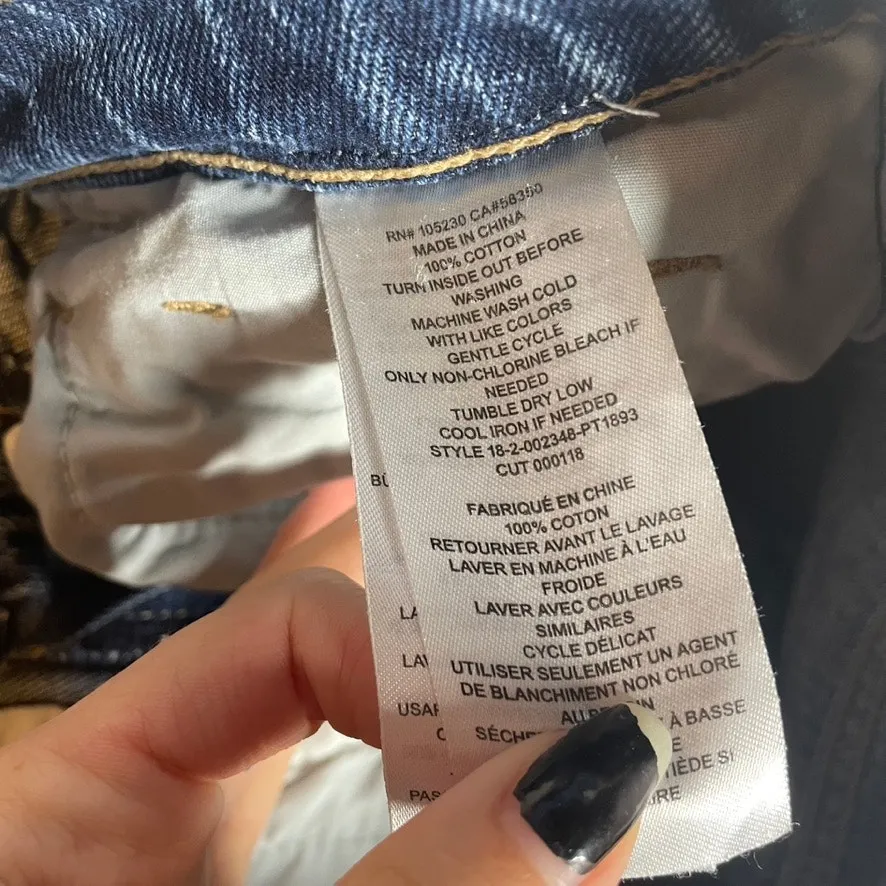 RN# 105230 CA#58350
MADE IN CHINA
100% COTTON
TURN INSIDE OUT BEFORE
WASHING
MACHINE WASH COLD
WITH LIKE COLORS
GENTLE CYCLE
ONLY NON-CHLORINE BLEACH IF
NEEDED
TUMBLE DRY LOW
COOL IRON IF NEEDED
STYLE 18-2-002348-PT1893
CUT 000118
FABRIQUÉ EN CHINE
100% COTON
RETOURNER AVANT LE LAVAGE
LAVER EN MACHINE À L'EAU
FROIDE
LAVER AVEC COULEURS
SIMILAIRES
CYCLE DÉLICAT
UTILISER SEULEMENT UN AGENT
DE BLANCHIMENT NON CHLORÉ
AU
À BASSE
SI